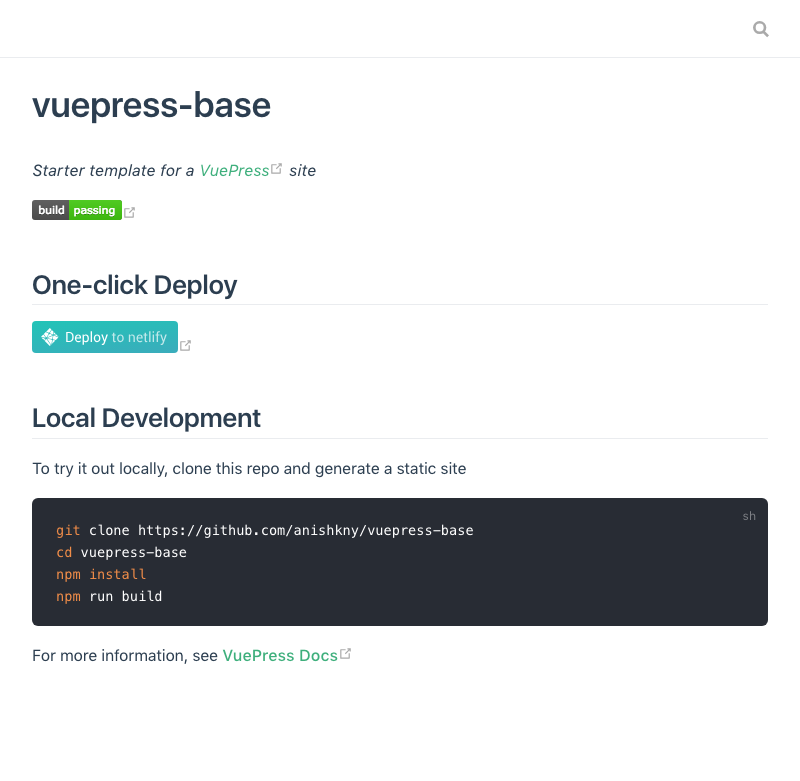 vuepress-base
Starter template for a VuePress site
build passing
One-click Deploy
Deploy to netlify
Local Development
To try it out locally, clone this repo and generate a static site
sh
git clone https://github.com/anishkny/vuepress-base
cd vuepress-base
npm install
npm run build
For more information, see VuePress Docs